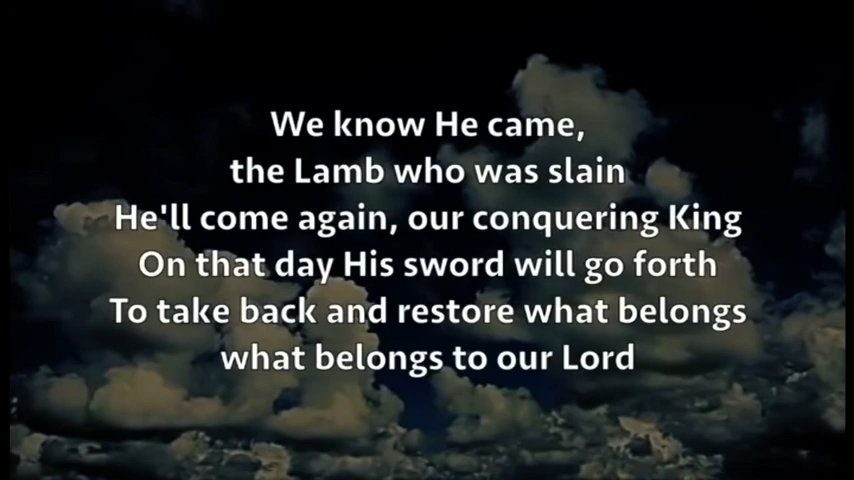 We know He came,
the Lamb who was slain
He'll come again, our conquering King
On that day His sword will go forth
To take back and restore what belongs
what belongs to our Lord